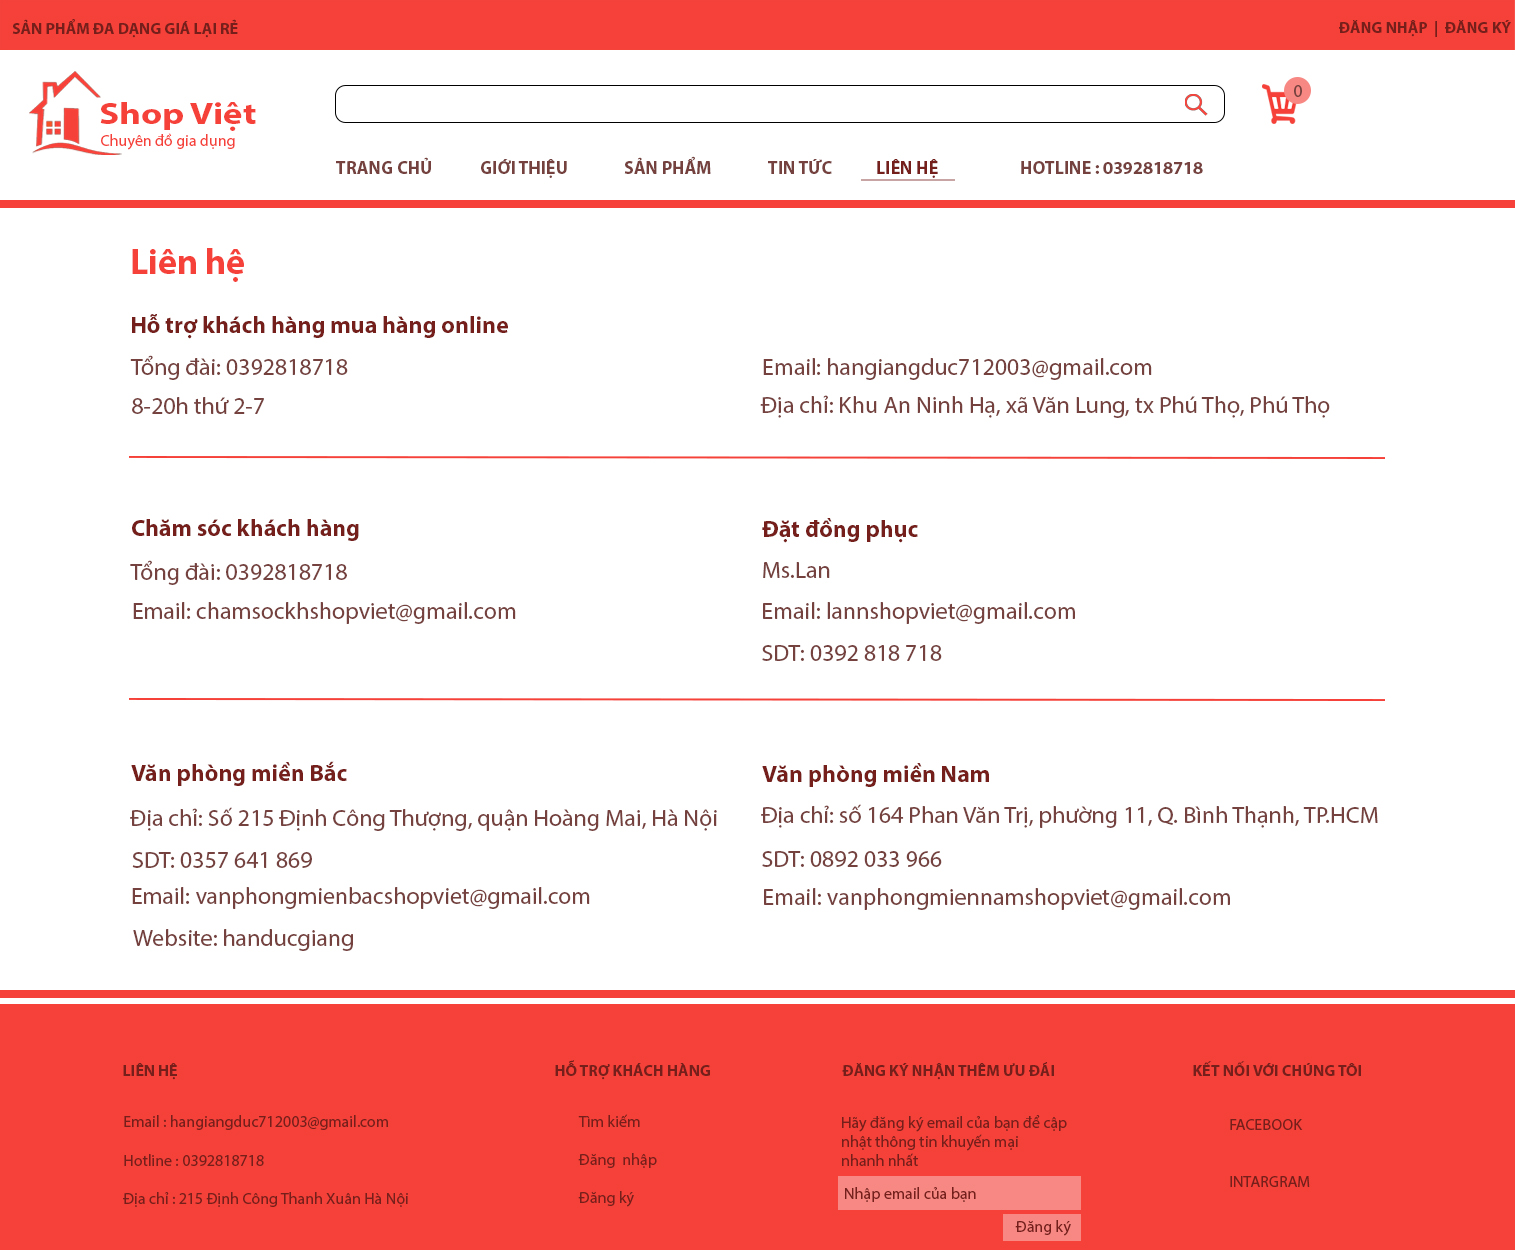 SẢN PHẨM ĐA DẠNG GIÁ LẠI RẺ
ĐĂNG NHẬP | ĐĂNG KÝ
Shop Việt
Chuyên đồ gia dụng
0
TRANG CHỦ GIỚI THIỆU SẢN PHẨM TIN TỨC LIÊN HỆ HOTLINE : 0392818718
Liên hệ
Hỗ trợ khách hàng mua hàng online
Tổng đài: 0392818718
8-20h thứ 2-7
Email: hangiangduc712003@gmail.com
Địa chỉ: Khu An Ninh Hạ, xã Văn Lung, tx Phú Thọ, Phú Thọ
Chăm sóc khách hàng
Tổng đài: 0392818718
Email: chamsockhshopviet@gmail.com
Đặt đồng phục
Ms.Lan
Email: lannshopviet@gmail.com
SDT: 0392 818 718
Văn phòng miền Bắc
Địa chỉ: Số 215 Định Công Thượng, quận Hoàng Mai, Hà Nội
SDT: 0357 641 869
Email: vanphongmienbacshopviet@gmail.com
Website: handucgiang
Văn phòng miền Nam
Địa chỉ: số 164 Phan Văn Trị, phường 11, Q. Bình Thạnh, TP.HCM
SDT: 0892 033 966
Email: vanphongmiennamshopviet@gmail.com
LIÊN HỆ
Email : hangiangduc712003@gmail.com
Hotline : 0392818718
Địa chỉ : 215 Định Công Thanh Xuân Hà Nội
HỖ TRỢ KHÁCH HÀNG
Tìm kiếm
Đăng nhập
Đăng ký
ĐĂNG KÝ NHẬN THÊM ƯU ĐÃI
Hãy đăng ký email của bạn để cập
nhật thông tin khuyến mại
nhanh nhất
Nhập email của bạn
Đăng ký
KẾT NỐI VỚI CHÚNG TÔI
FACEBOOK
INTARGRAM